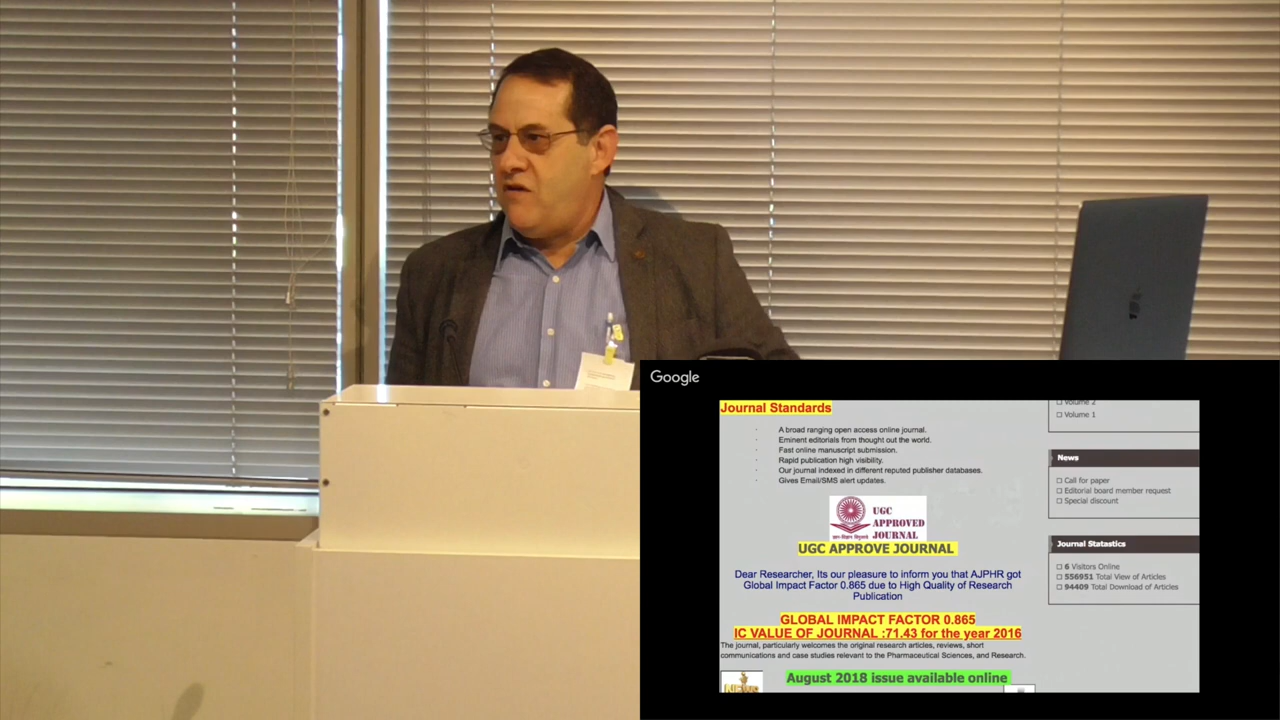 Google
Journal Standards
A broad ranging open access online journal.
Eminent editorials from thought out the world.
Fast online manuscript submission.
Rapid publication high visibility.
Our journal indexed in different reputed publisher databases.
Gives Email/SMS alert updates.
UGC
APPROVED
JOURNAL
UGC APPROVE JOURNAL
Dear Researcher, Its our pleasure to inform you that AJPHR got
Global Impact Factor 0.865 due to High Quality of Research
Publication
GLOBAL IMPACT FACTOR 0.865
IC VALUE OF JOURNAL :71.43 for the year 2016
The journal, particularly welcomes the original research articles, reviews, short
communications and case studies relevant to the Pharmaceutical Sciences, and Research.
August 2018 issue available online
Volume 2
Volume 1
News
Call for paper
Editorial board member request
Special discount
Journal Statastics
6 Visitors Online
556951 Total View of Articles
94409 Total Download of Articles